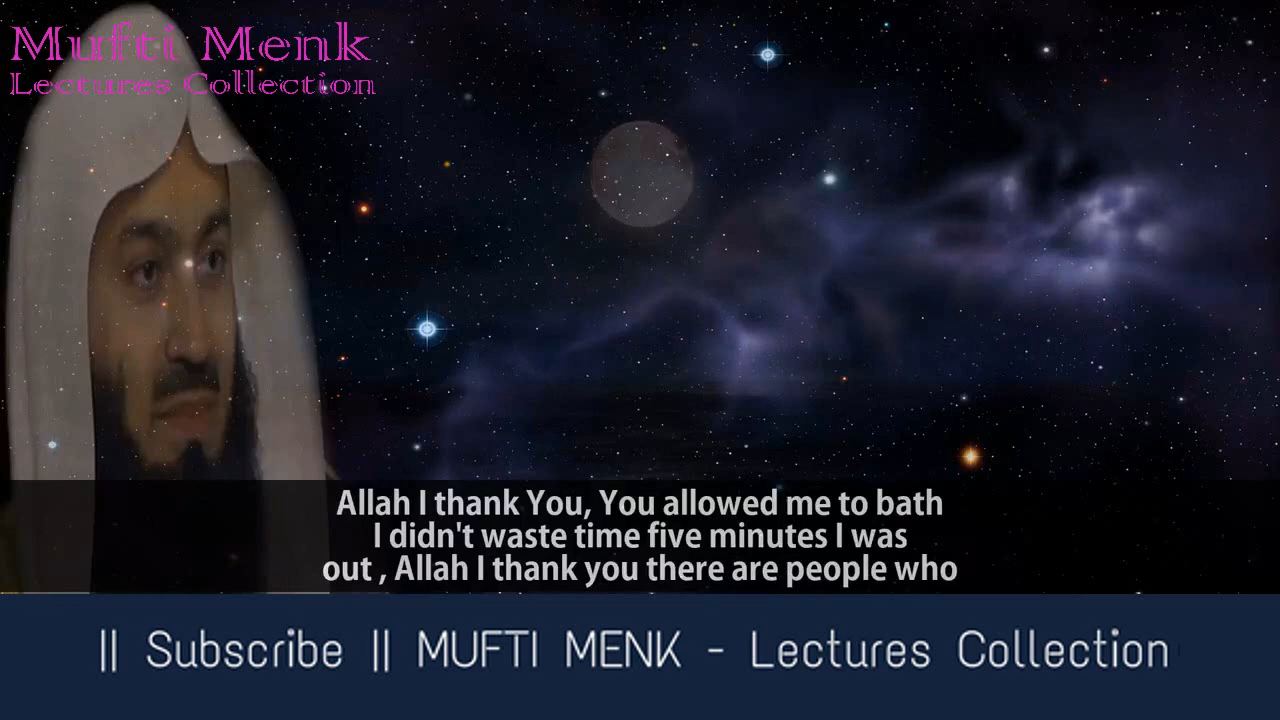 Mufti Menk
Lectures Collection
Allah I thank You, You allowed me to bath
I didn't waste time five minutes I was
out , Allah I thank you there are people who
|| Subscribe || MUFTI MENK - Lectures Collection